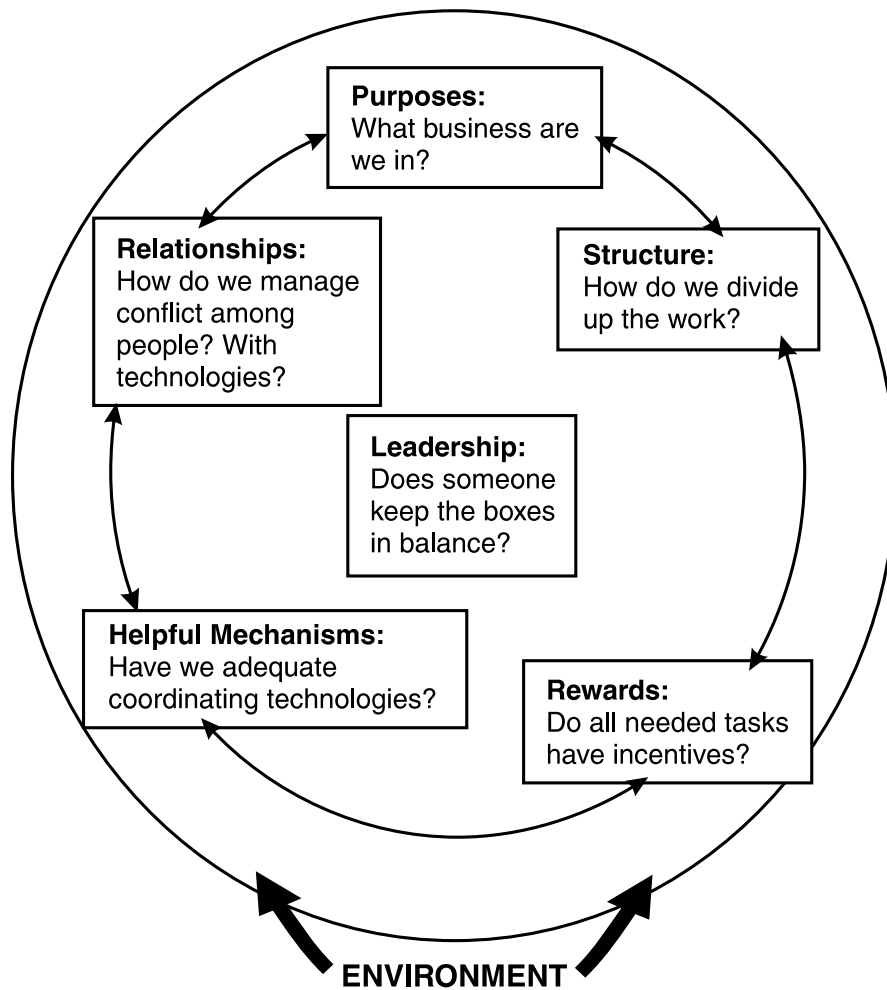 Purposes:
What business are
we in?
Relationships:
How do we manage
conflict among
people? With
technologies?
Structure:
How do we divide
up the work?
Leadership:
Does someone
keep the boxes
in balance?
Helpful Mechanisms:
Have we adequate
coordinating technologies?
Rewards:
Do all needed tasks
have incentives?
ENVIRONMENT